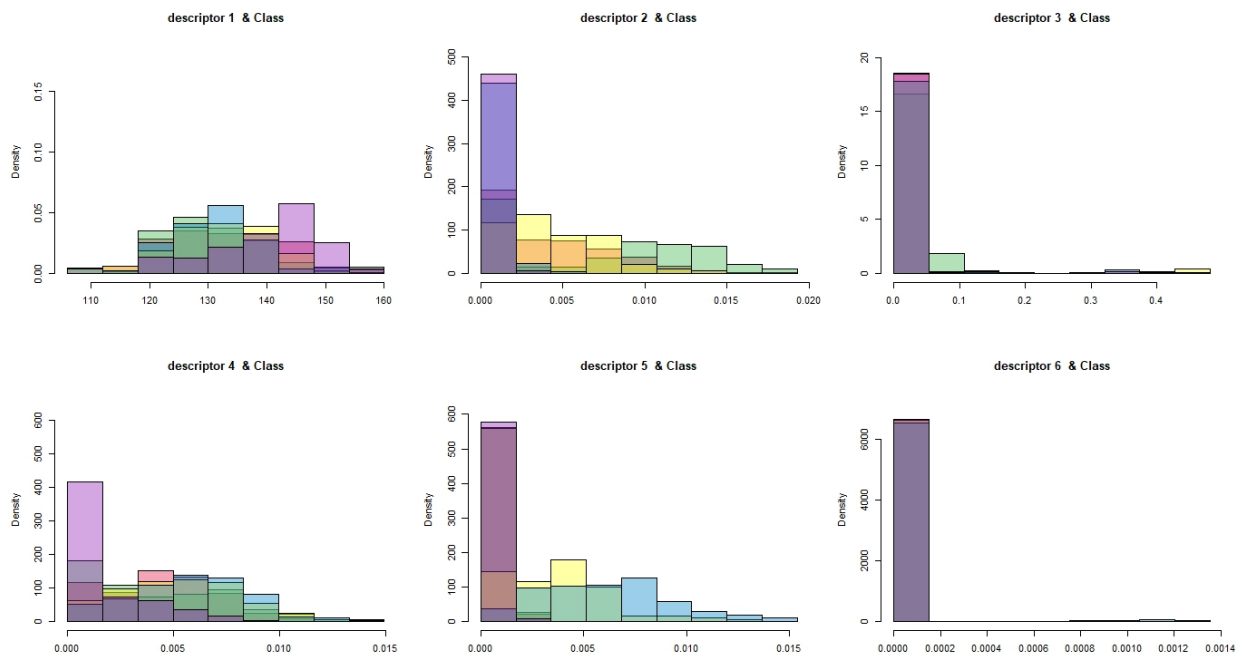 descriptor 1 & Class
descriptor 2 & Class
descriptor 3 & Class
Density
0.00 0.05 0.10 0.15
110 120 130 140 150 160
Density
0 100 200 300 400 500
0.000 0.005 0.010 0.015 0.020
Density
0 5 10 15 20
0.0 0.1 0.2 0.3 0.4
descriptor 4 & Class
descriptor 5 & Class
descriptor 6 & Class
Density
0 100 200 300 400 500 600
0.000 0.005 0.010 0.015
Density
0 100 200 300 400 500 600
0.000 0.005 0.010 0.015
Density
0 2000 4000 6000
0.0000 0.0002 0.0004 0.0006 0.0008 0.0010 0.0012 0.0014